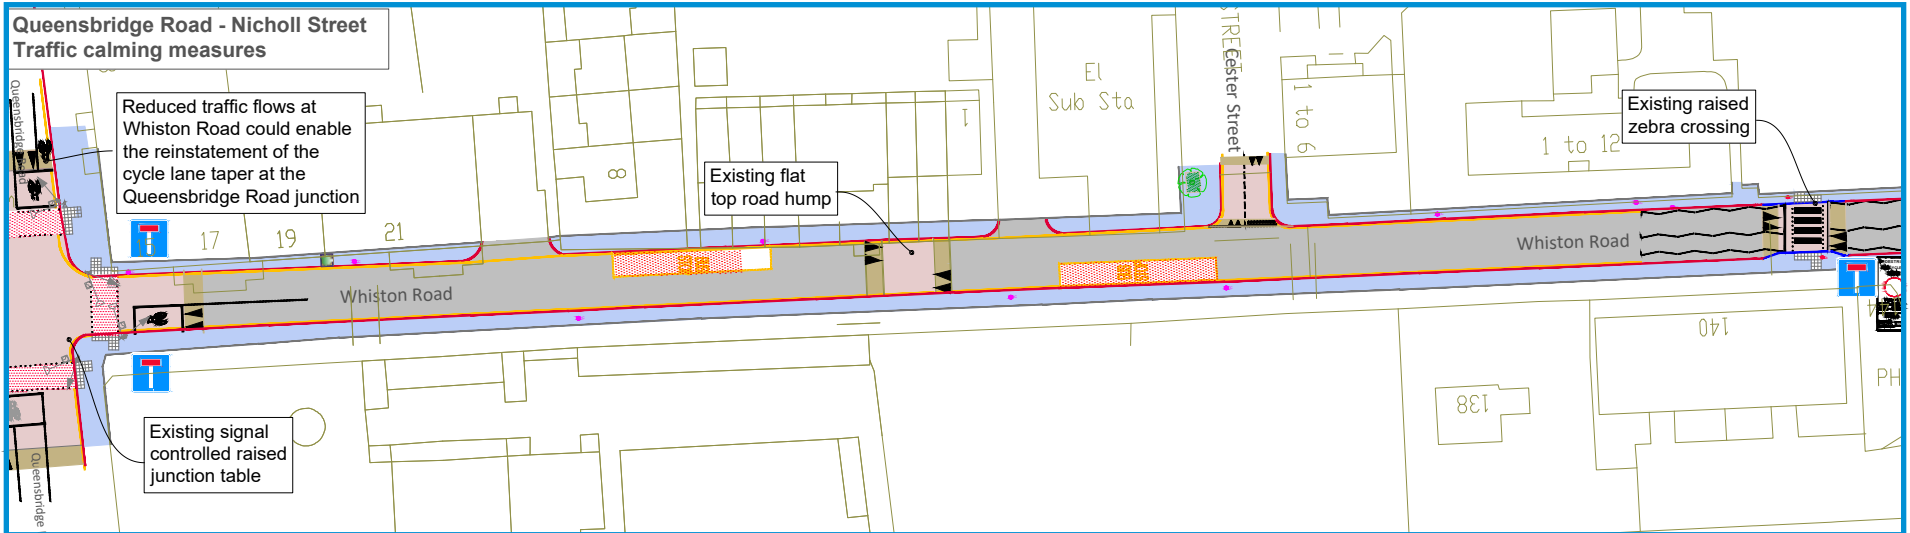 Queensbridge Road - Nicholl Street
Traffic calming measures
Reduced traffic flows at
Whiston Road could enable
the reinstatement of the
cycle lane taper at the
Queensbridge Road junction
Existing flat
top road hump
Existing raised
zebra crossing
Existing signal
controlled raised
junction table
Queensbridge Road
Queensbridge
Whiston Road
Whiston Road
STREET
Cester Street
El
Sub Sta
1 to 6
1 to 12
1
8
17
19
21
138
140
PH